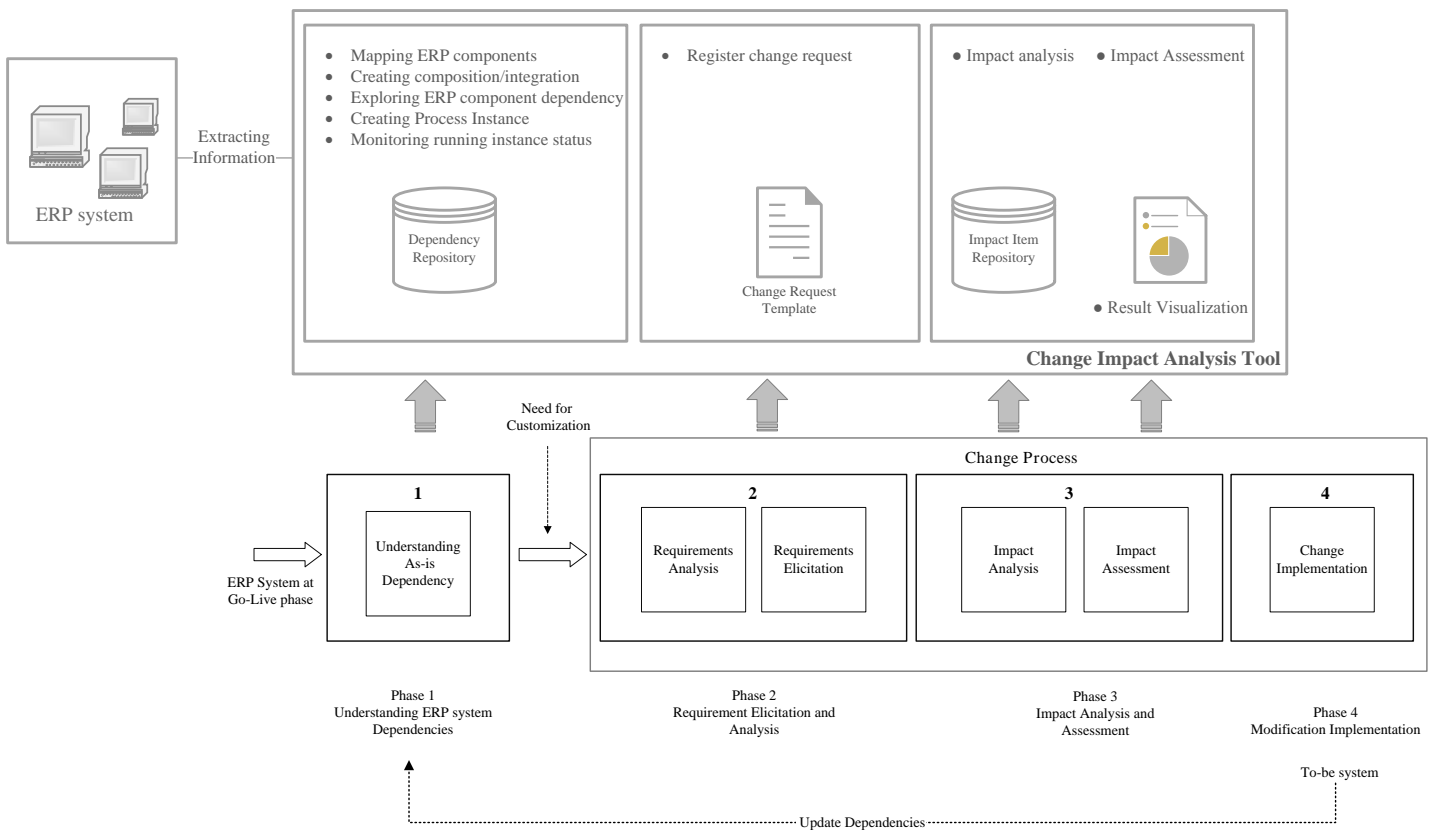 ERP system
Extracting
Information
• Mapping ERP components
• Creating composition/integration
• Exploring ERP component dependency
• Creating Process Instance
• Monitoring running instance status
Dependency
Repository
• Register change request
Change Request
Template
● Impact analysis
● Impact Assessment
Impact Item
Repository
● Result Visualization
Change Impact Analysis Tool
Need for
Customization
Change Process
ERP System at
Go-Live phase
1
Understanding
As-is
Dependency
2
Requirements
Analysis
Requirements
Elicitation
3
Impact
Analysis
Impact
Assessment
4
Change
Implementation
Phase 1
Understanding ERP system
Dependencies
Phase 2
Requirement Elicitation and
Analysis
Phase 3
Impact Analysis and
Assessment
Phase 4
Modification Implementation
To-be system
Update Dependencies